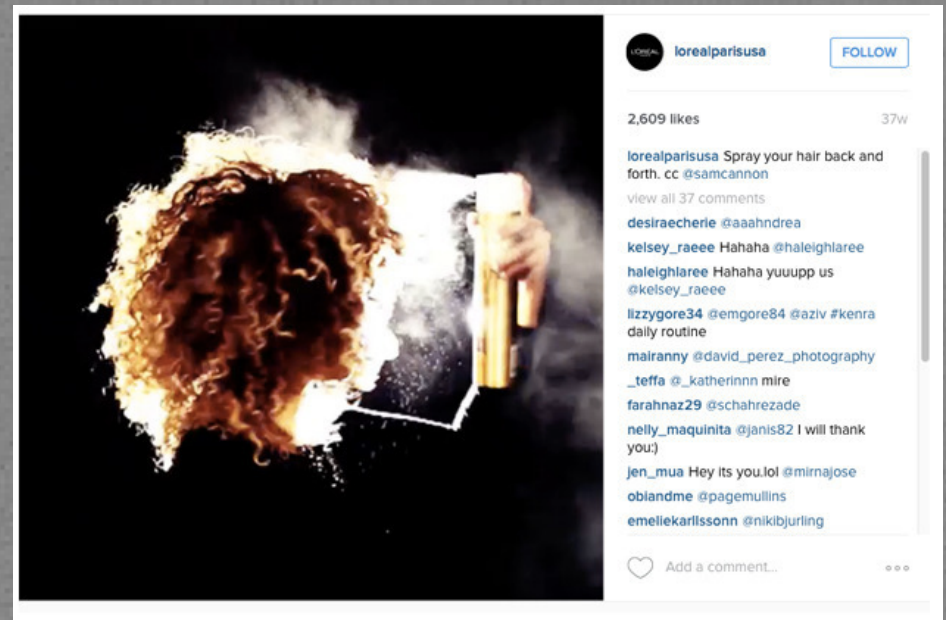 L'ORÉAL
lorealparisusa
FOLLOW
2,609 likes
37w
lorealparisusa Spray your hair back and
forth. cc @samcannon
view all 37 comments
desiraecherie @aaahndrea
kelsey_raeee Hahaha @haleighlaree
haleighlaree Hahaha yuuupp us
@kelsey_raeee
lizzygore34 @emgore84 @aziv #kenra
daily routine
mairanny @david_perez_photography
_teffa @_katherinnn mire
farahnaz29 @schahrezade
nelly_maquinita @janis82 I will thank
you:)
jen_mua Hey its you.lol @mirnajose
obiandme @pagemullins
emeliekarllssonn @nikibjurling
Add a comment...